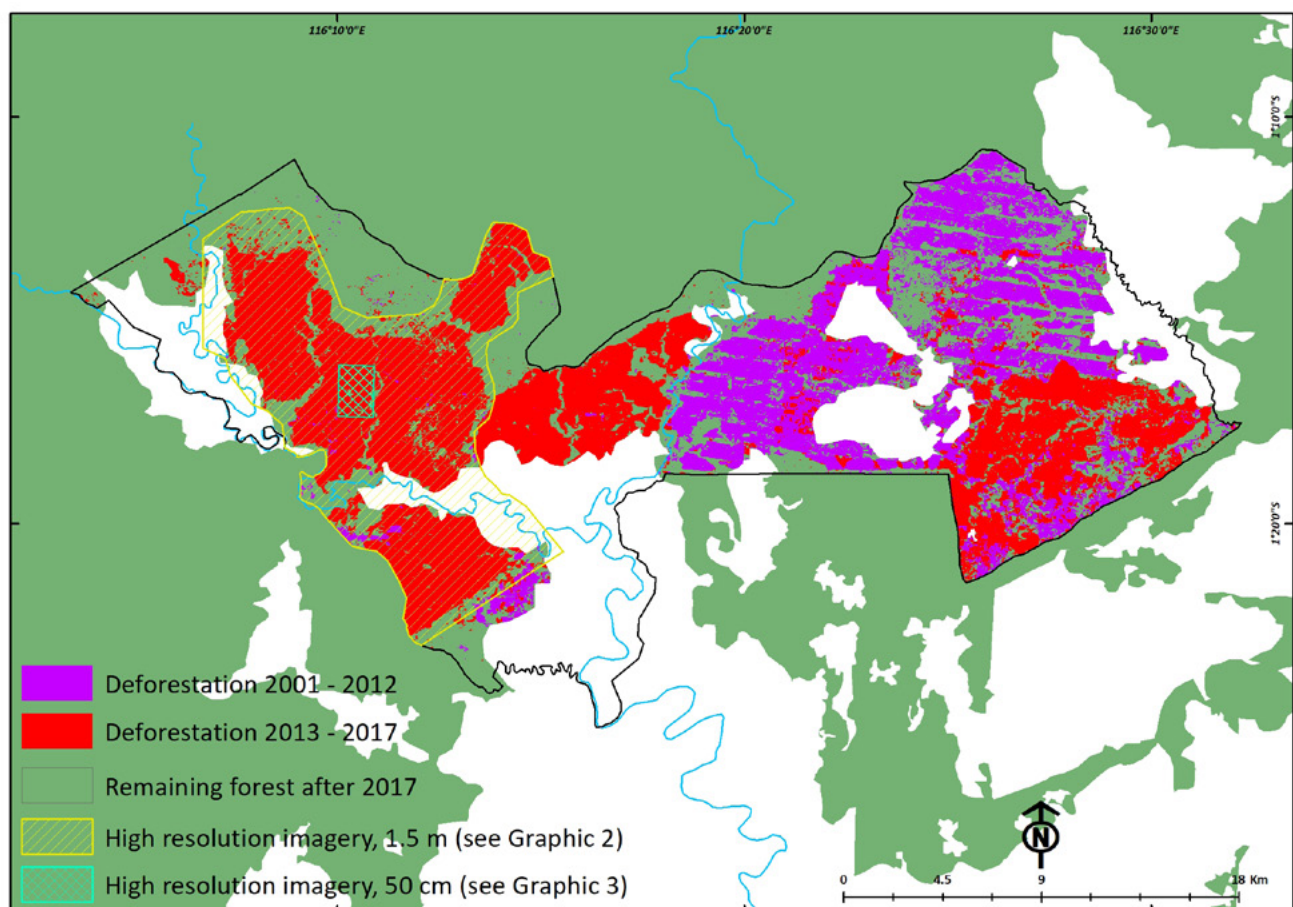 116°10'0"E
116°20'0"E
116°30'0"E
1°10'0"S
1°20'0"S
Deforestation 2001 - 2012
Deforestation 2013 - 2017
Remaining forest after 2017
High resolution imagery, 1.5 m (see Graphic 2)
High resolution imagery, 50 cm (see Graphic 3)
N
0 4.5 9 18 Km